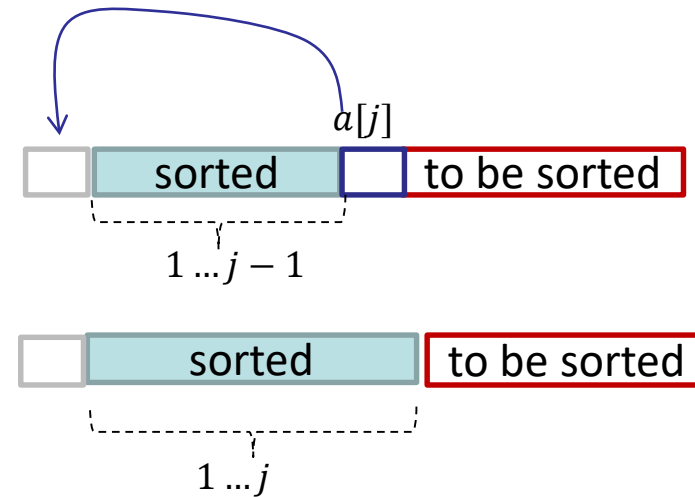 a[j]
sorted to be sorted
1 … j − 1
sorted to be sorted
1 … j